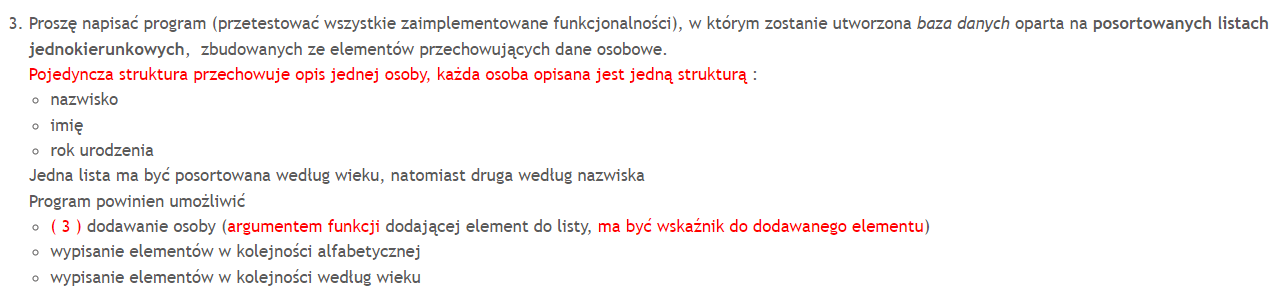 3. Proszę napisać program (przetestować wszystkie zaimplementowane funkcjonalności), w którym zostanie utworzona baza danych oparta na posortowanych listach
jednokierunkowych, zbudowanych ze elementów przechowujących dane osobowe.
Pojedyncza struktura przechowuje opis jednej osoby, każda osoba opisana jest jedną strukturą :
◦ nazwisko
◦ imię
◦ rok urodzenia
Jedna lista ma być posortowana według wieku, natomiast druga według nazwiska
Program powinien umożliwić
◦ ( 3 ) dodawanie osoby (argumentem funkcji dodającej element do listy, ma być wskaźnik do dodawanego elementu)
◦ wypisanie elementów w kolejności alfabetycznej
◦ wypisanie elementów w kolejności według wieku